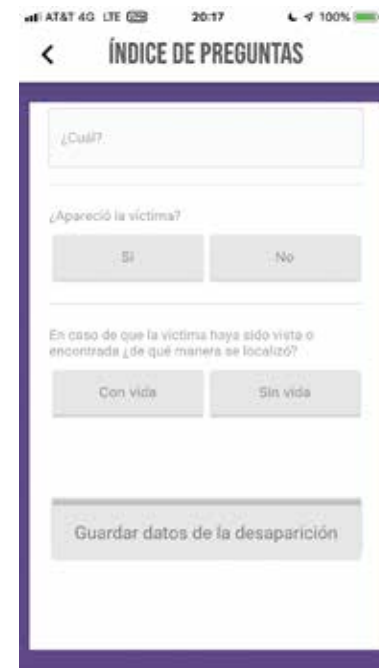 AT&T 4G LTE VPN 20:17 100%
ÍNDICE DE PREGUNTAS
¿Cuál?
¿Apareció la víctima?
Si No
En caso de que la víctima haya sido vista o
encontrada ¿de qué manera se localizó?
Con vida Sin vida
Guardar datos de la desaparición